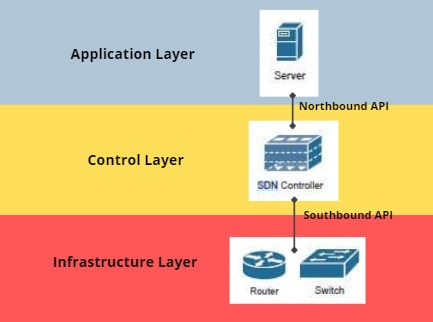 Application Layer
Server
Northbound API
Control Layer
SDN Controller
Southbound API
Infrastructure Layer
Router
Switch